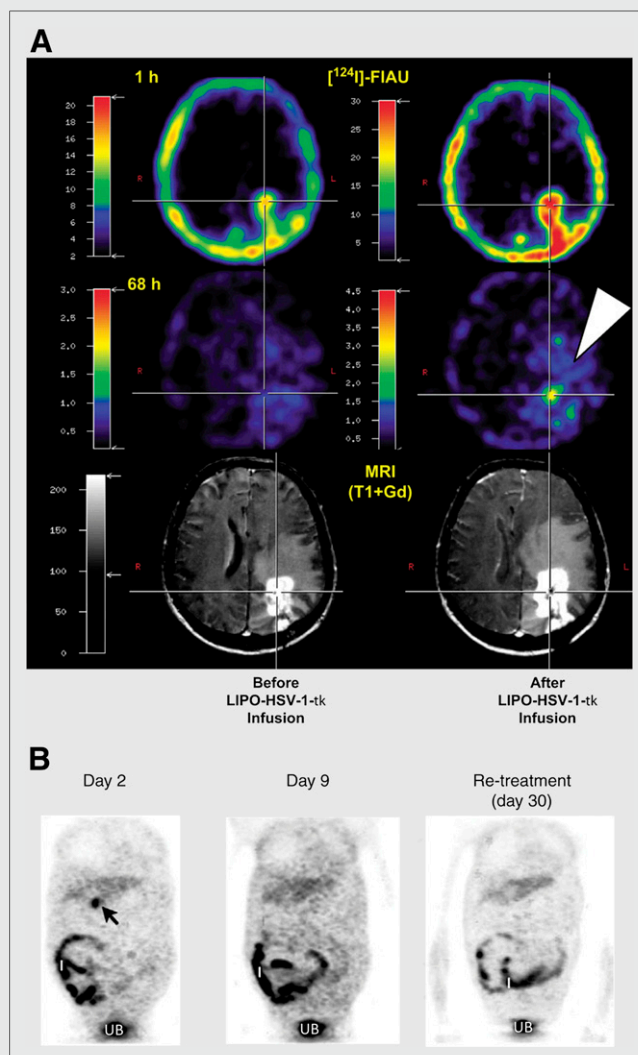 A
1 h
[124I]-FIAU
20
18
16
14
12
10
8
6
4
2
R
L
30
25
20
15
10
5
R
68 h
3.0
2.5
2.0
1.5
1.0
0.5
R
L
4.5
4.0
3.5
3.0
2.5
2.0
1.5
1.0
0.5
R
MRI
(T1+Gd)
200
150
100
50
0
R
R
L
Before
LIPO-HSV-1-tk
Infusion
After
LIPO-HSV-1-tk
Infusion
B
Day 2
Day 9
Re-treatment
(day 30)
I
UB
I
UB
I
UB